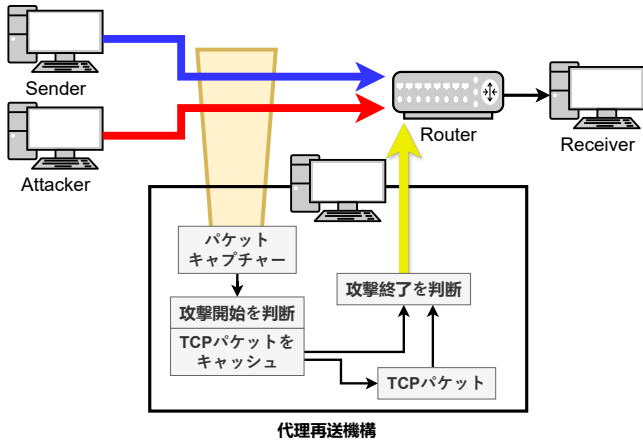 Sender
Attacker
Router
Receiver
パケット
キャプチャー
攻撃開始を判断
TCPパケットを
キャッシュ
攻撃終了を判断
TCPパケット
代理再送機構